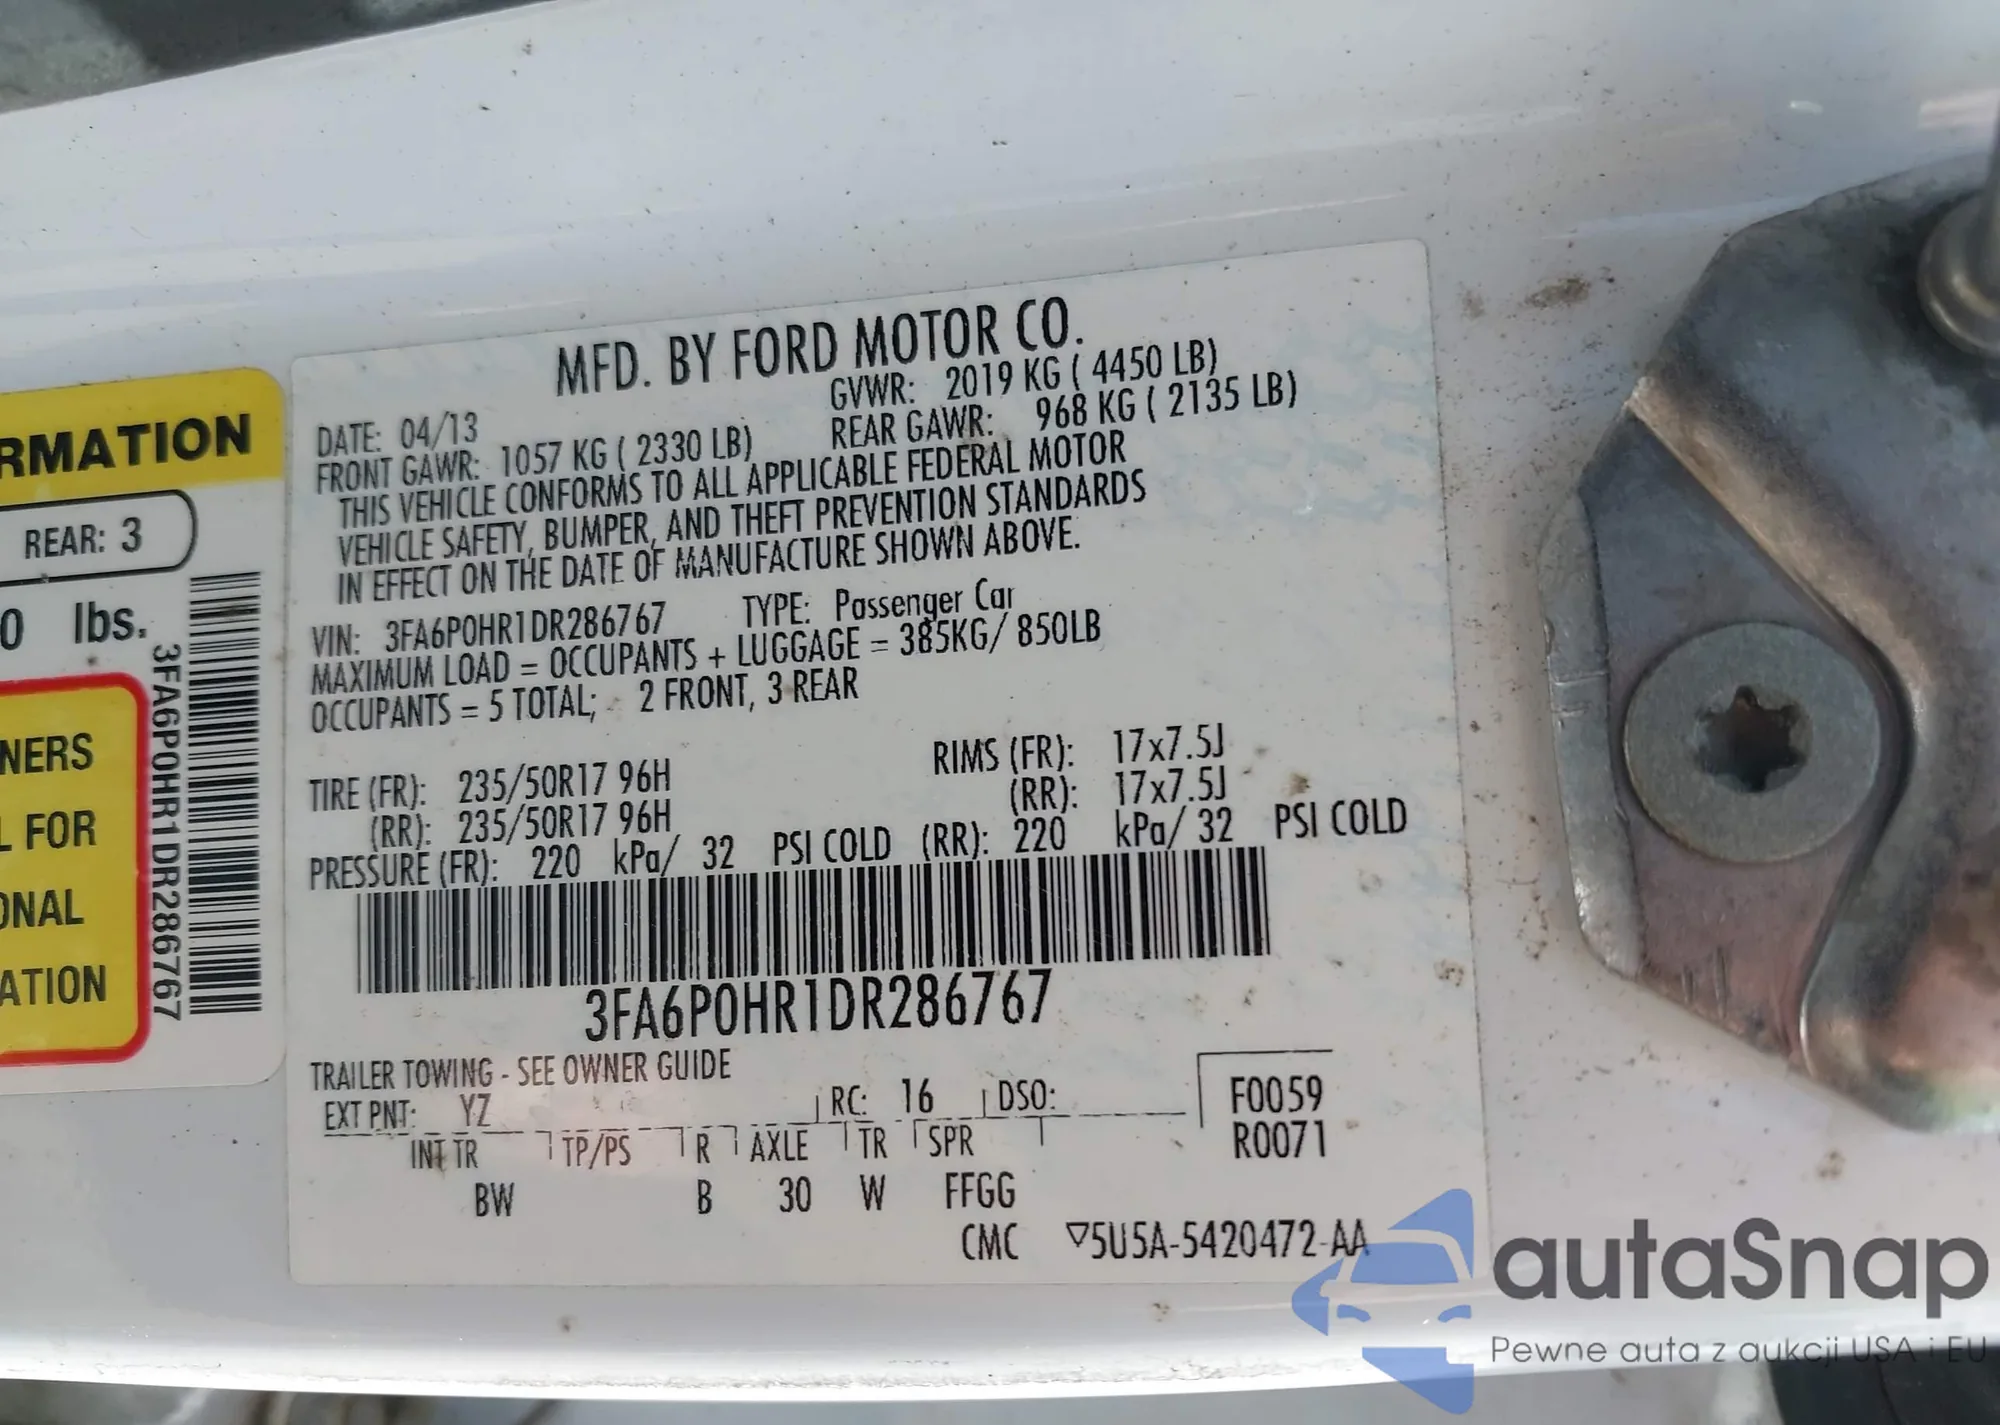 RMATION
REAR: 3
0 lbs.
NERS
L FOR
ONAL
ATION
3FA6P0HR1DR286767
MFD. BY FORD MOTOR CO.
DATE: 04/13 GVWR: 2019 KG ( 4450 LB)
FRONT GAWR: 1057 KG ( 2330 LB) REAR GAWR: 968 KG ( 2135 LB)
THIS VEHICLE CONFORMS TO ALL APPLICABLE FEDERAL MOTOR
VEHICLE SAFETY, BUMPER, AND THEFT PREVENTION STANDARDS
IN EFFECT ON THE DATE OF MANUFACTURE SHOWN ABOVE.
VIN: 3FA6P0HR1DR286767 TYPE: Passenger Car
MAXIMUM LOAD = OCCUPANTS + LUGGAGE = 385KG/ 850LB
OCCUPANTS = 5 TOTAL; 2 FRONT, 3 REAR
TIRE (FR): 235/50R17 96H RIMS (FR): 17x7.5J
(RR): 235/50R17 96H (RR): 17x7.5J
PRESSURE (FR): 220 kPa/ 32 PSI COLD (RR): 220 kPa/ 32 PSI COLD
3FA6P0HR1DR286767
TRAILER TOWING - SEE OWNER GUIDE
EXT PNT: YZ RC: 16 DSO: F0059
INT TR TP/PS R AXLE TR SPR R0071
BW B 30 W FFGG
CMC ▽5U5A-5420472-AA
autaSnap
Pewne auta z aukcji USA i EU